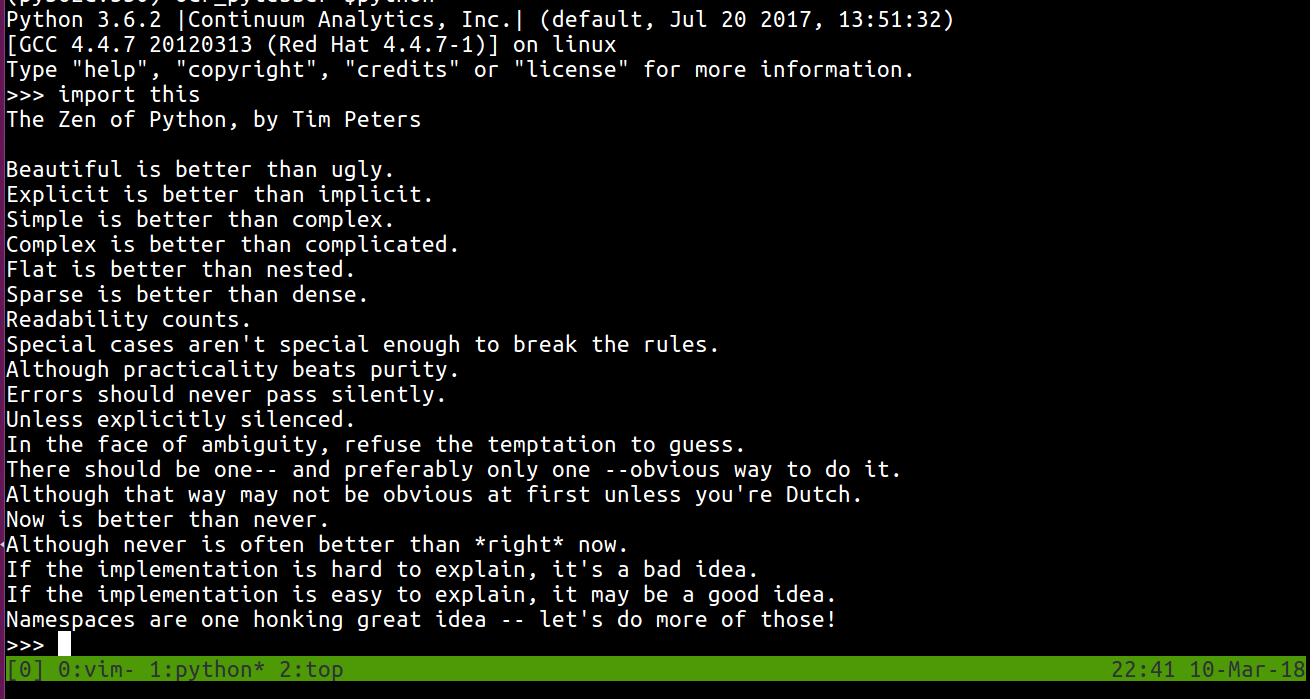 $python
Python 3.6.2 |Continuum Analytics, Inc.| (default, Jul 20 2017, 13:51:32)
[GCC 4.4.7 20120313 (Red Hat 4.4.7-1)] on linux
Type "help", "copyright", "credits" or "license" for more information.
>>> import this
The Zen of Python, by Tim Peters

Beautiful is better than ugly.
Explicit is better than implicit.
Simple is better than complex.
Complex is better than complicated.
Flat is better than nested.
Sparse is better than dense.
Readability counts.
Special cases aren't special enough to break the rules.
Although practicality beats purity.
Errors should never pass silently.
Unless explicitly silenced.
In the face of ambiguity, refuse the temptation to guess.
There should be one-- and preferably only one --obvious way to do it.
Although that way may not be obvious at first unless you're Dutch.
Now is better than never.
Although never is often better than *right* now.
If the implementation is hard to explain, it's a bad idea.
If the implementation is easy to explain, it may be a good idea.
Namespaces are one honking great idea -- let's do more of those!
>>>
[0] 0:vim- 1:python* 2:top 22:41 10-Mar-18